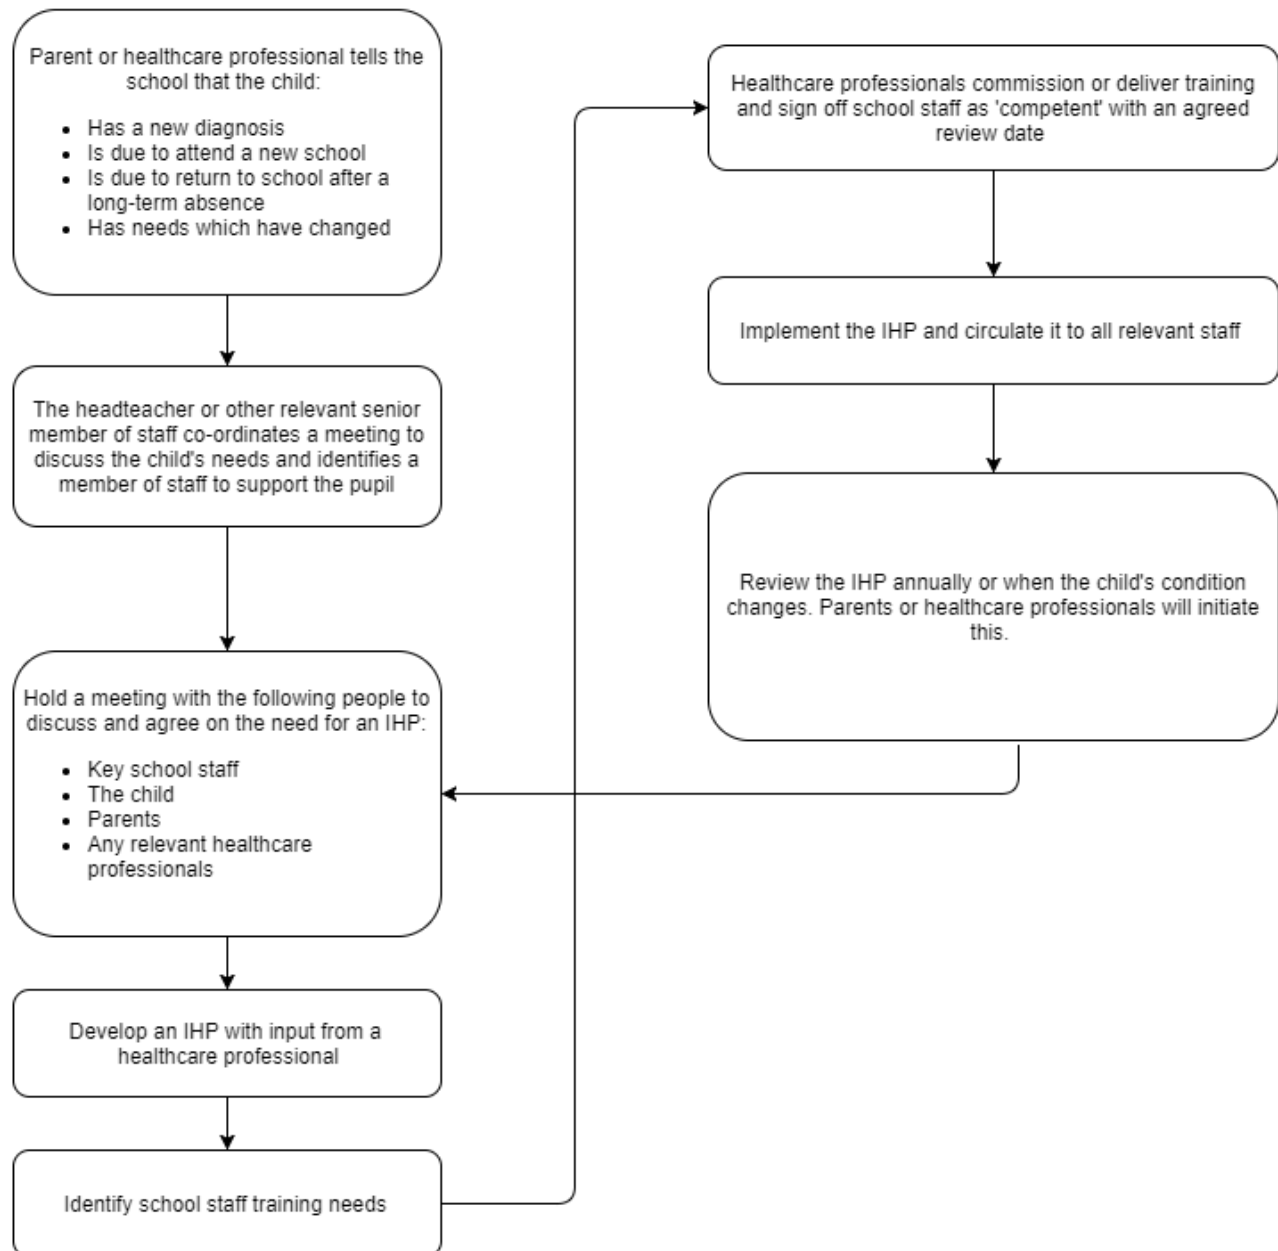 Parent or healthcare professional tells the
school that the child:
• Has a new diagnosis
• Is due to attend a new school
• Is due to return to school after a
long-term absence
• Has needs which have changed
The headteacher or other relevant senior
member of staff co-ordinates a meeting to
discuss the child's needs and identifies a
member of staff to support the pupil
Hold a meeting with the following people to
discuss and agree on the need for an IHP:
• Key school staff
• The child
• Parents
• Any relevant healthcare
professionals
Develop an IHP with input from a
healthcare professional
Identify school staff training needs
Healthcare professionals commission or deliver training
and sign off school staff as 'competent' with an agreed
review date
Implement the IHP and circulate it to all relevant staff
Review the IHP annually or when the child's condition
changes. Parents or healthcare professionals will initiate
this.